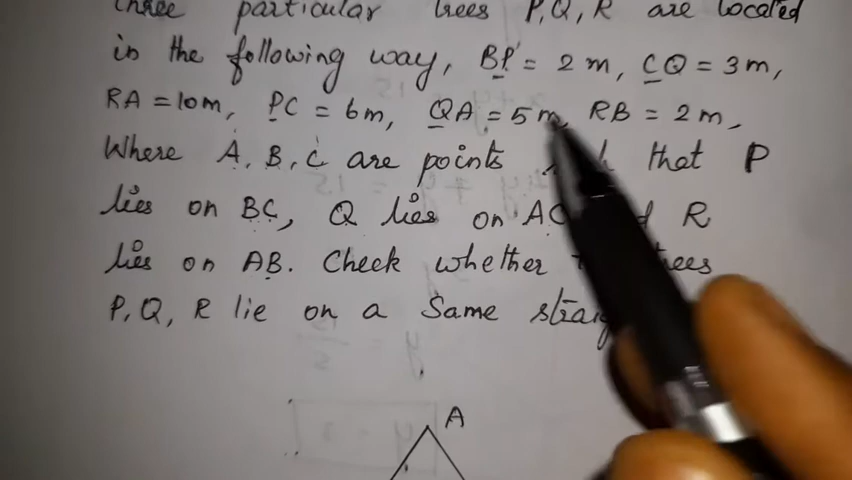 three particular trees P, Q, R are located
in the following way, BP = 2 m, CQ = 3m,
RA = 10m, PC = 6m, QA = 5 m, RB = 2 m,
Where A, B, C are points that P
lies on BC, Q lies on AC R
lies on AB. Check whether trees
P, Q, R lie on a Same
A